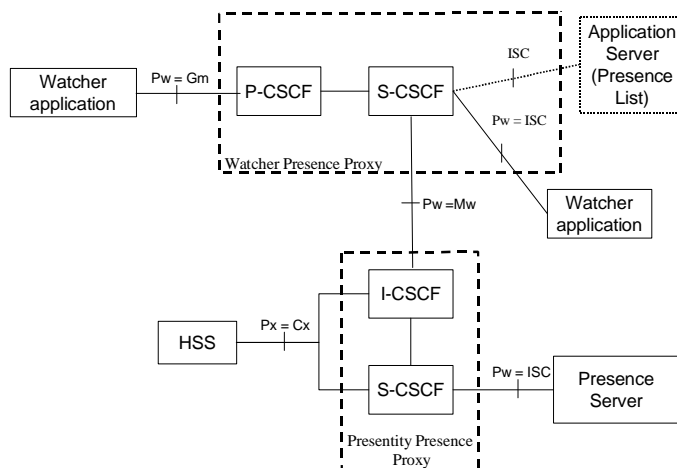 Application
Server
(Presence
List)
ISC
Watcher
application
Pw = Gm
P-CSCF
S-CSCF
Pw = ISC
Watcher Presence Proxy
Watcher
application
Pw =Mw
I-CSCF
HSS
Px = Cx
S-CSCF
Pw = ISC
Presence
Server
Presentity Presence
Proxy